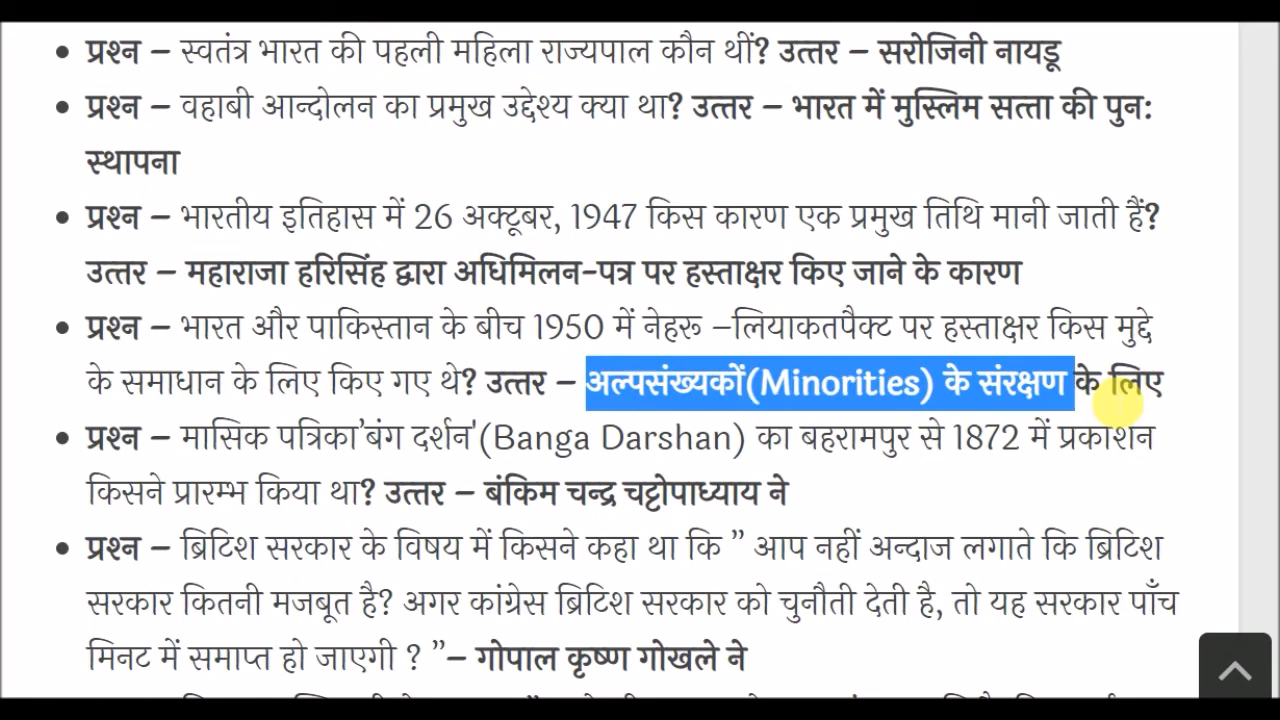 प्रश्न – स्वतंत्र भारत की पहली महिला राज्यपाल कौन थीं? उत्तर – सरोजिनी नायडू
प्रश्न – वहाबी आन्दोलन का प्रमुख उद्देश्य क्या था? उत्तर – भारत में मुस्लिम सत्ता की पुन:
स्थापना
प्रश्न – भारतीय इतिहास में 26 अक्टूबर, 1947 किस कारण एक प्रमुख तिथि मानी जाती हैं?
उत्तर – महाराजा हरिसिंह द्वारा अधिमिलन-पत्र पर हस्ताक्षर किए जाने के कारण
प्रश्न – भारत और पाकिस्तान के बीच 1950 में नेहरू –लियाकतपैक्ट पर हस्ताक्षर किस मुद्दे
के समाधान के लिए किए गए थे? उत्तर – अल्पसंख्यकों(Minorities) के संरक्षण के लिए
प्रश्न – मासिक पत्रिका'बंग दर्शन'(Banga Darshan) का बहरामपुर से 1872 में प्रकाशन
किसने प्रारम्भ किया था? उत्तर – बंकिम चन्द्र चट्टोपाध्याय ने
प्रश्न – ब्रिटिश सरकार के विषय में किसने कहा था कि ” आप नहीं अन्दाज लगाते कि ब्रिटिश
सरकार कितनी मजबूत है? अगर कांग्रेस ब्रिटिश सरकार को चुनौती देती है, तो यह सरकार पाँच
मिनट में समाप्त हो जाएगी ? ”– गोपाल कृष्ण गोखले ने